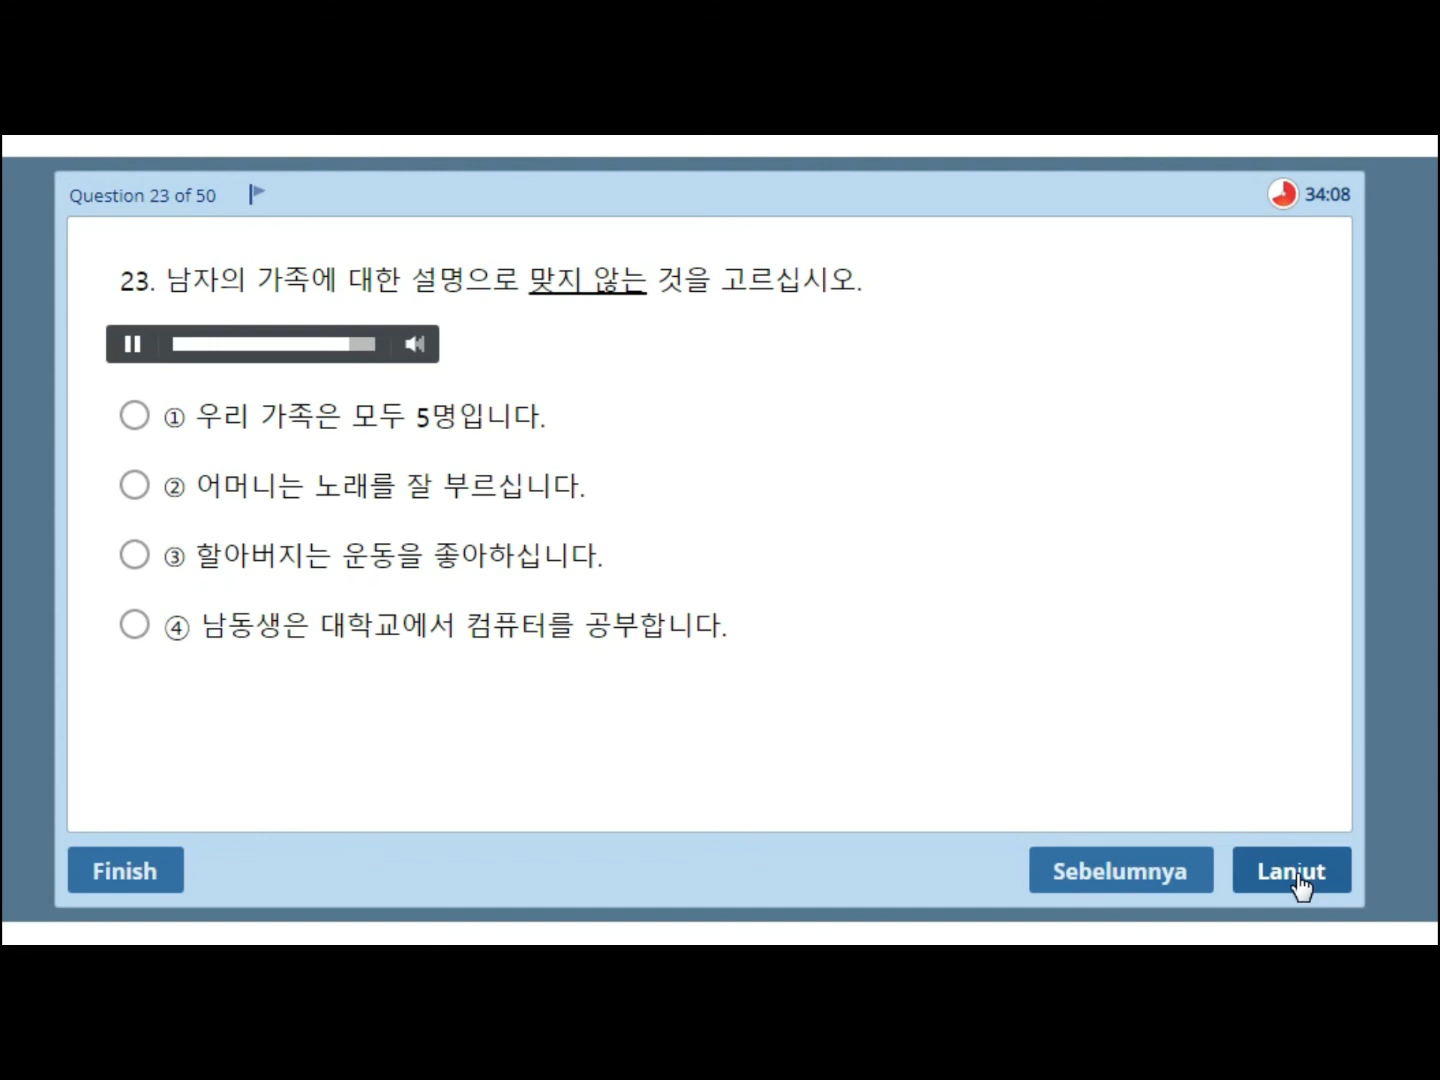 Question 23 of 50
34:08
23. 남자의 가족에 대한 설명으로 맞지 않는 것을 고르십시오.
① 우리 가족은 모두 5명입니다.
② 어머니는 노래를 잘 부르십니다.
③ 할아버지는 운동을 좋아하십니다.
④ 남동생은 대학교에서 컴퓨터를 공부합니다.
Finish
Sebelumnya
Lanjut